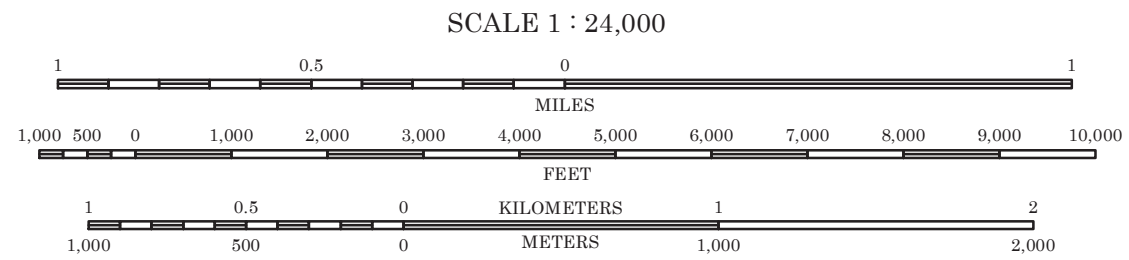 SCALE 1 : 24,000
1 0.5 0 1
MILES
1,000 500 0 1,000 2,000 3,000 4,000 5,000 6,000 7,000 8,000 9,000 10,000
FEET
1 0.5 0 KILOMETERS 1 2
1,000 500 0 METERS 1,000 2,000